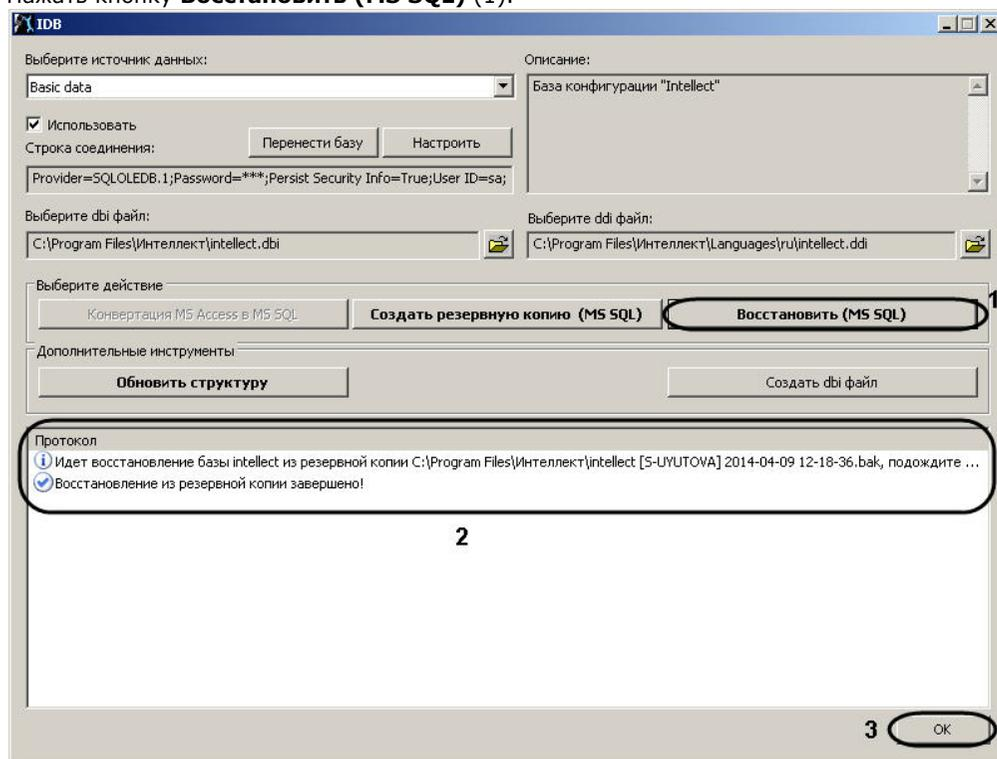 Нажать кнопку Восстановить (MS SQL) (1).
IDB
Выберите источник данных:
Описание:
Basic data
База конфигурации "Intellect"
Использовать
Строка соединения:
Перенести базу
Настроить
Provider=SQLOLEDB.1;Password=***;Persist Security Info=True;User ID=sa;
Выберите dbi файл:
Выберите ddi файл:
C:\Program Files\Интеллект\intellect.dbi
C:\Program Files\Интеллект\Languages\ru\intellect.ddi
Выберите действие
1
Конвертация MS Access в MS SQL
Создать резервную копию (MS SQL)
Восстановить (MS SQL)
Дополнительные инструменты
Обновить структуру
Создать dbi файл
Протокол
Идет восстановление базы intellect из резервной копии C:\Program Files\Интеллект\intellect [S-UYUTOVA] 2014-04-09 12-18-36.bak, подождите ...
Восстановление из резервной копии завершено!
2
3
OK